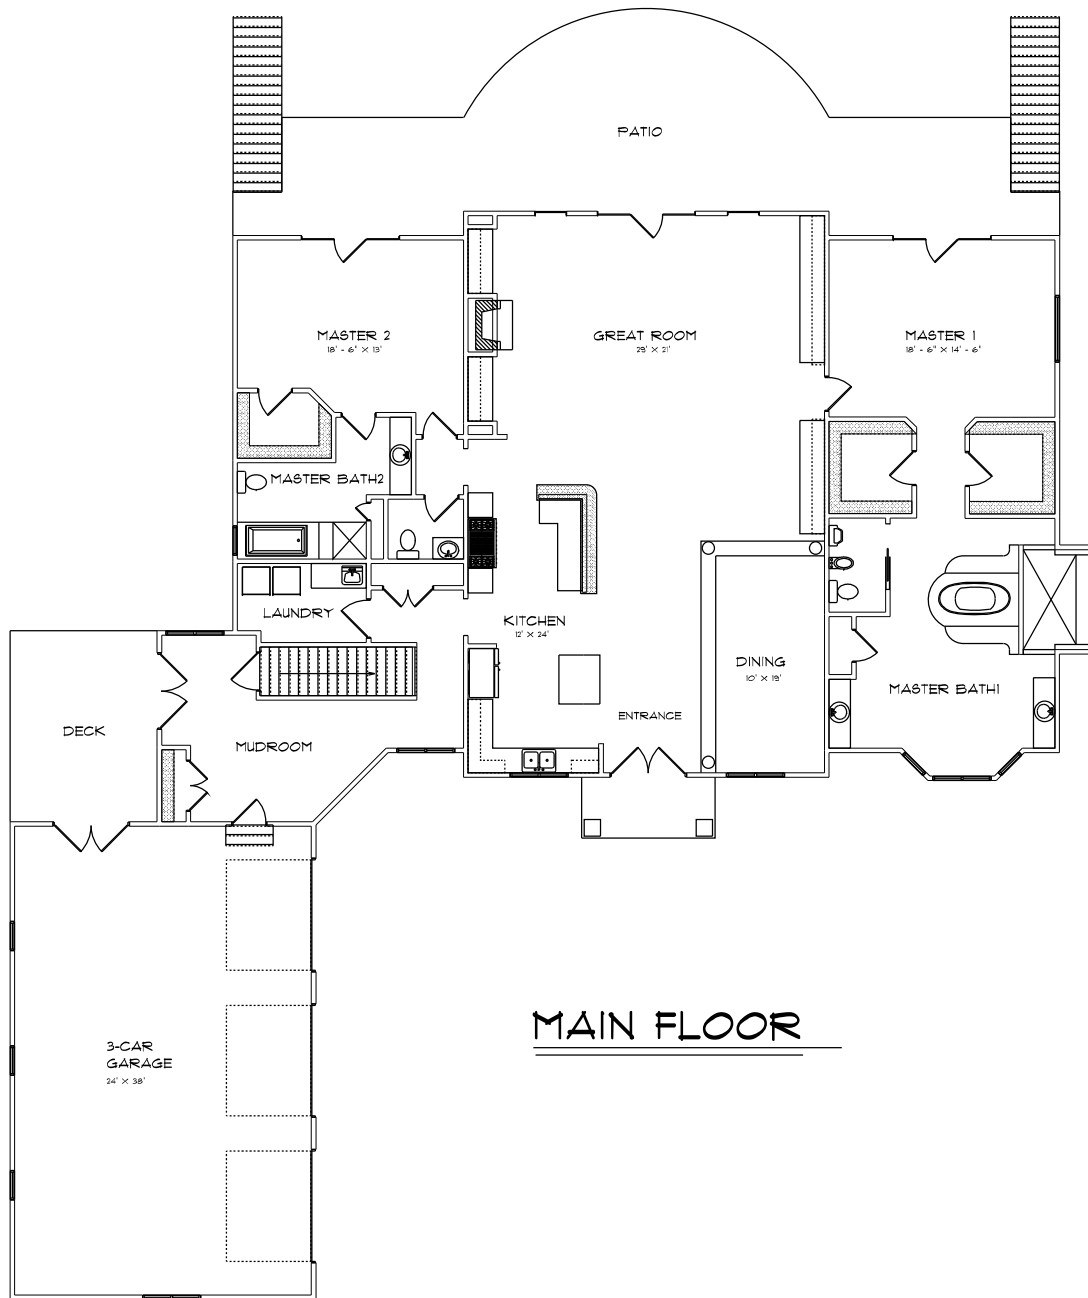 PATIO
MASTER 2
18' - 6" X 13'
GREAT ROOM
29' X 21'
MASTER 1
18' - 6" X 14' - 6"
MASTER BATH2
LAUNDRY
KITCHEN
12' X 24'
DINING
10' X 19'
MASTER BATH1
ENTRANCE
DECK
MUDROOM
MAIN FLOOR
3-CAR
GARAGE
24' X 38'